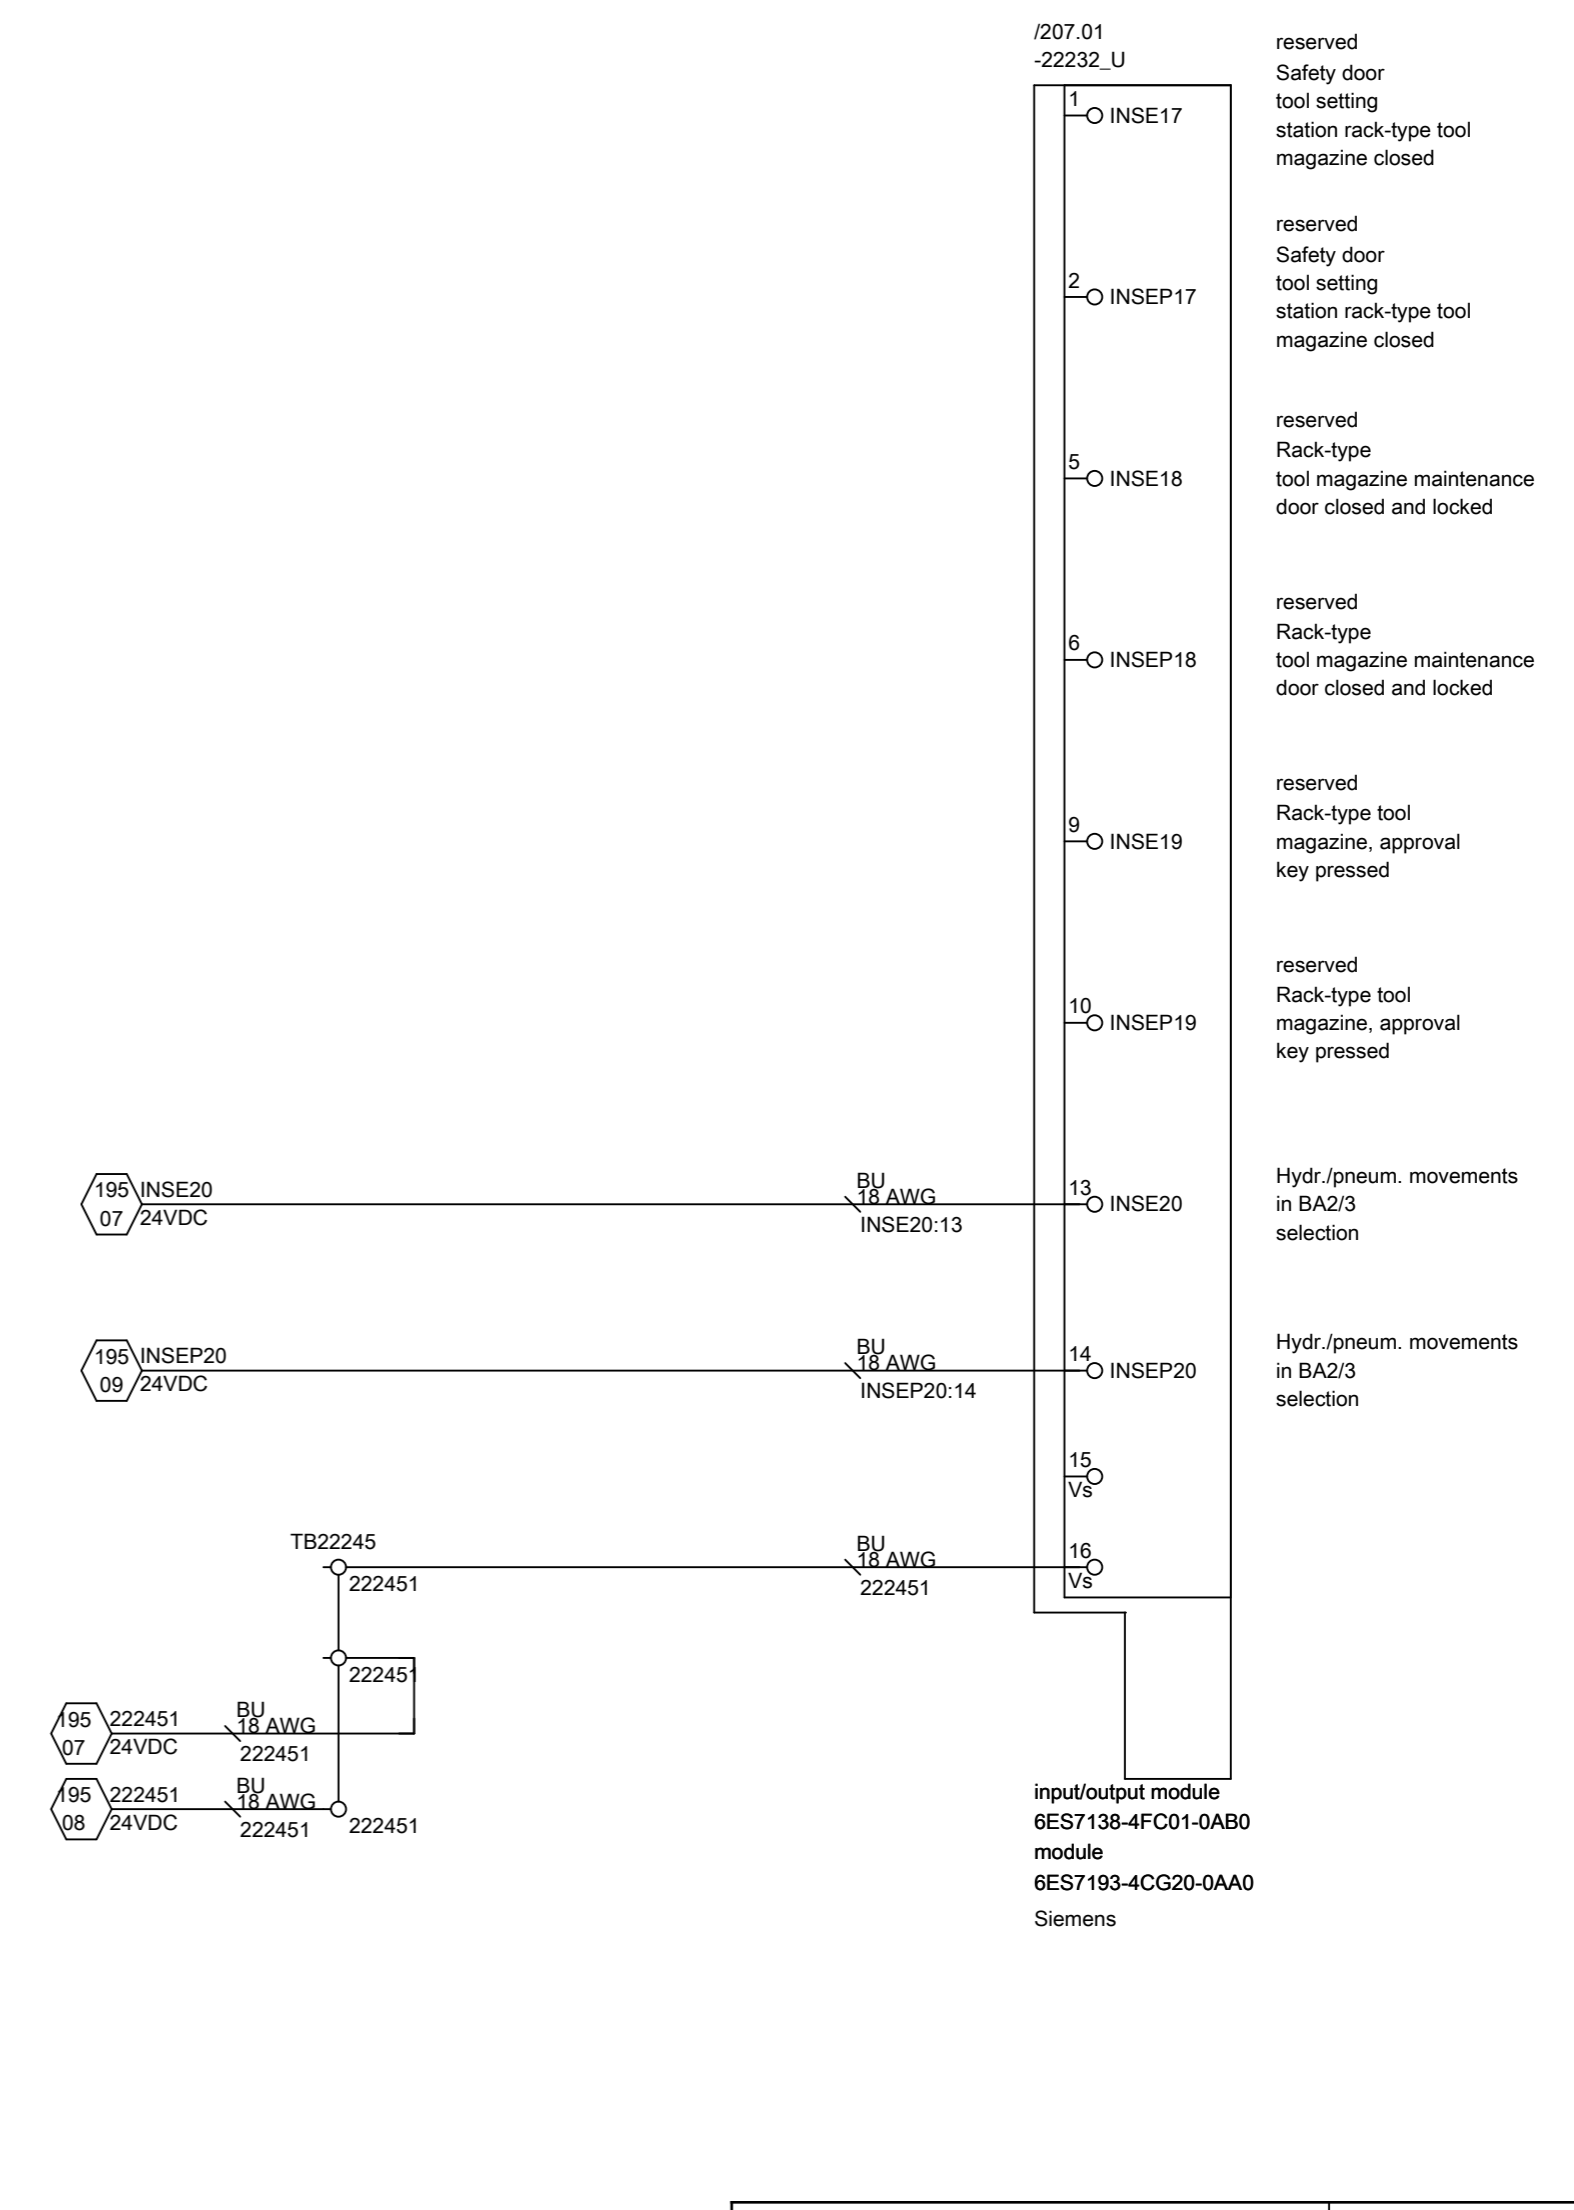 /207.01
-22232_U
1
INSE17
reserved
Safety door
tool setting
station rack-type tool
magazine closed
2
INSEP17
reserved
Safety door
tool setting
station rack-type tool
magazine closed
5
INSE18
reserved
Rack-type
tool magazine maintenance
door closed and locked
6
INSEP18
reserved
Rack-type
tool magazine maintenance
door closed and locked
9
INSE19
reserved
Rack-type tool
magazine, approval
key pressed
10
INSEP19
reserved
Rack-type tool
magazine, approval
key pressed
195
07
INSE20
24VDC
BU
18 AWG
INSE20:13
13
INSE20
Hydr./pneum. movements
in BA2/3
selection
195
09
INSEP20
24VDC
BU
18 AWG
INSEP20:14
14
INSEP20
Hydr./pneum. movements
in BA2/3
selection
15
Vs
TB22245
222451
BU
18 AWG
222451
16
Vs
222451
195
07
222451
24VDC
BU
18 AWG
222451
195
08
222451
24VDC
BU
18 AWG
222451
222451
input/output module
6ES7138-4FC01-0AB0
module
6ES7193-4CG20-0AA0
Siemens